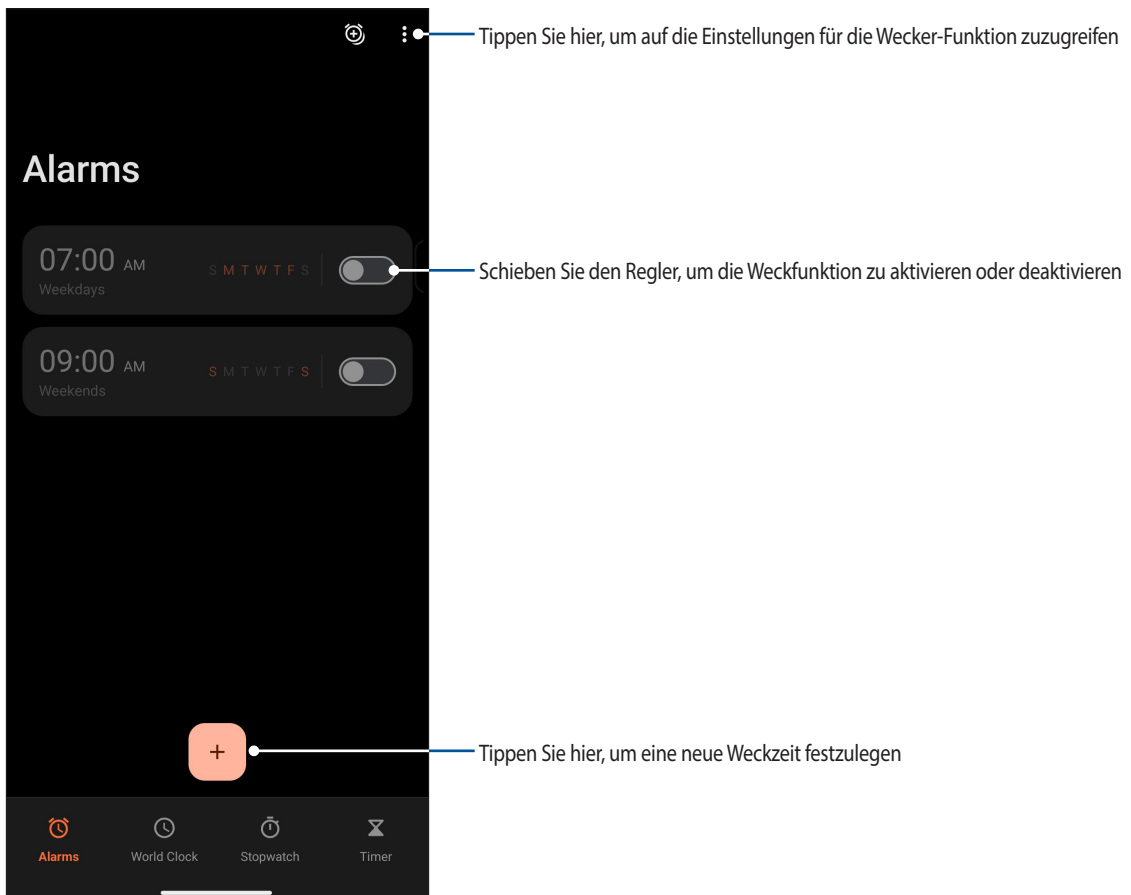 Tippen Sie hier, um auf die Einstellungen für die Wecker-Funktion zuzugreifen
Alarms
07:00 AM
S M T W T F S
Weekdays
Schieben Sie den Regler, um die Weckfunktion zu aktivieren oder deaktivieren
09:00 AM
S M T W T F S
Weekends
+
Tippen Sie hier, um eine neue Weckzeit festzulegen
Alarms World Clock Stopwatch Timer